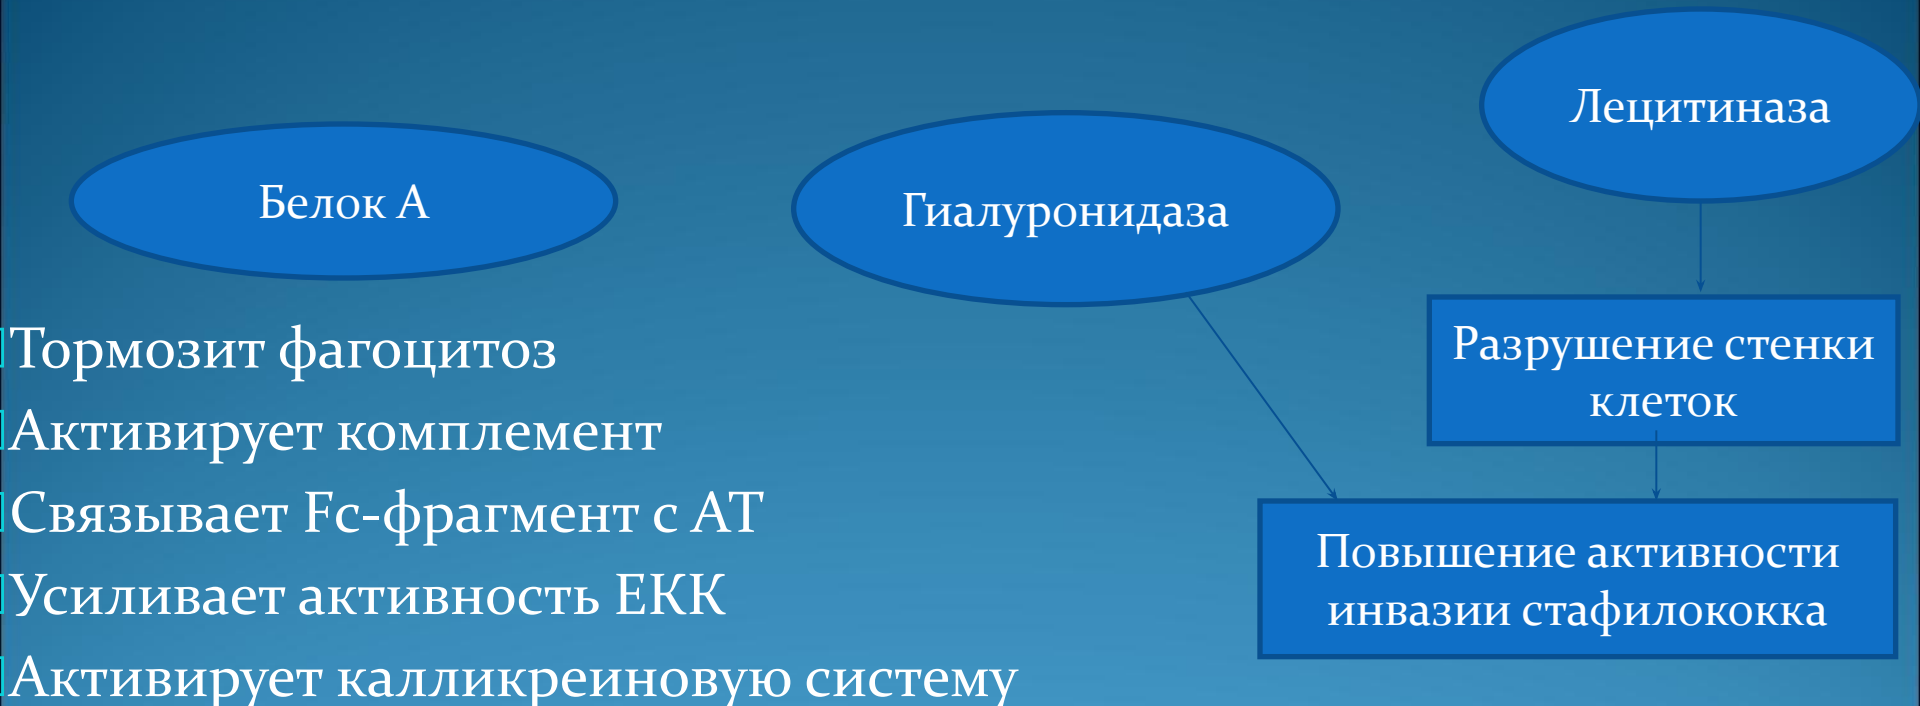 Лецитиназа
Белок А
Гиалуронидаза
Разрушение стенки
клеток
Тормозит фагоцитоз
Активирует комплемент
Связывает Fc-фрагмент с АТ
Усиливает активность ЕКК
Активирует калликреиновую систему
Повышение активности
инвазии стафилококка